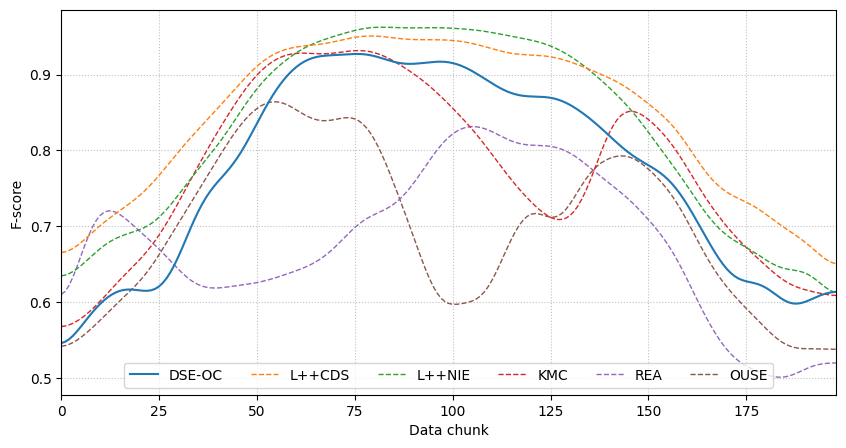 F-score
0.9
0.8
0.7
0.6
0.5
DSE-OC L++CDS L++NIE KMC REA OUSE
0 25 50 75 100 125 150 175
Data chunk